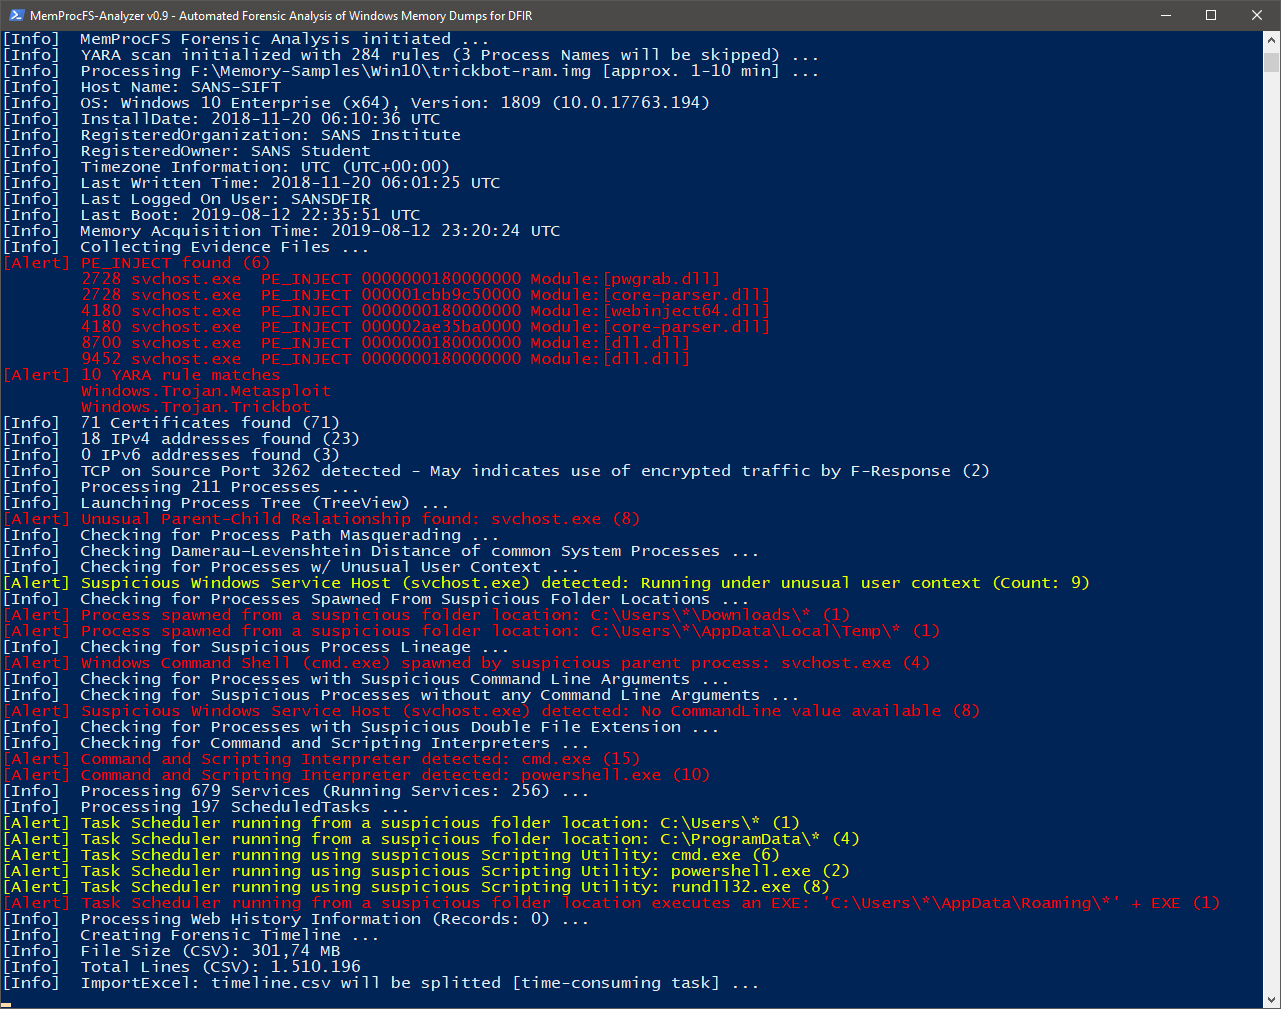 MemProcFS-Analyzer v0.9 - Automated Forensic Analysis of Windows Memory Dumps for DFIR
[Info]  MemProcFS Forensic Analysis initiated ...
[Info]  YARA scan initialized with 284 rules (3 Process Names will be skipped) ...
[Info]  Processing F:\Memory-Samples\Win10\trickbot-ram.img [approx. 1-10 min] ...
[Info]  Host Name: SANS-SIFT
[Info]  OS: Windows 10 Enterprise (x64), Version: 1809 (10.0.17763.194)
[Info]  InstallDate: 2018-11-20 06:10:36 UTC
[Info]  RegisteredOrganization: SANS Institute
[Info]  RegisteredOwner: SANS Student
[Info]  Timezone Information: UTC (UTC+00:00)
[Info]  Last Written Time: 2018-11-20 06:01:25 UTC
[Info]  Last Logged On User: SANSDFIR
[Info]  Last Boot: 2019-08-12 22:35:51 UTC
[Info]  Memory Acquisition Time: 2019-08-12 23:20:24 UTC
[Info]  Collecting Evidence Files ...
[Alert] PE_INJECT found (6)
        2728 svchost.exe  PE_INJECT 0000000180000000 Module:[pwgrab.dll]
        2728 svchost.exe  PE_INJECT 000001cbb9c50000 Module:[core-parser.dll]
        4180 svchost.exe  PE_INJECT 0000000180000000 Module:[webinject64.dll]
        4180 svchost.exe  PE_INJECT 000002ae35ba0000 Module:[core-parser.dll]
        8700 svchost.exe  PE_INJECT 0000000180000000 Module:[dll.dll]
        9452 svchost.exe  PE_INJECT 0000000180000000 Module:[dll.dll]
[Alert] 10 YARA rule matches
        Windows.Trojan.Metasploit
        Windows.Trojan.Trickbot
[Info]  71 Certificates found (71)
[Info]  18 IPv4 addresses found (23)
[Info]  0 IPv6 addresses found (3)
[Info]  TCP on Source Port 3262 detected - May indicates use of encrypted traffic by F-Response (2)
[Info]  Processing 211 Processes ...
[Info]  Launching Process Tree (TreeView) ...
[Alert] Unusual Parent-Child Relationship found: svchost.exe (8)
[Info]  Checking for Process Path Masquerading ...
[Info]  Checking Damerau–Levenshtein Distance of common System Processes ...
[Info]  Checking for Processes w/ Unusual User Context ...
[Alert] Suspicious Windows Service Host (svchost.exe) detected: Running under unusual user context (Count: 9)
[Info]  Checking for Processes Spawned From Suspicious Folder Locations ...
[Alert] Process spawned from a suspicious folder location: C:\Users\*\Downloads\* (1)
[Alert] Process spawned from a suspicious folder location: C:\Users\*\AppData\Local\Temp\* (1)
[Info]  Checking for Suspicious Process Lineage ...
[Alert] Windows Command Shell (cmd.exe) spawned by suspicious parent process: svchost.exe (4)
[Info]  Checking for Processes with Suspicious Command Line Arguments ...
[Info]  Checking for Suspicious Processes without any Command Line Arguments ...
[Alert] Suspicious Windows Service Host (svchost.exe) detected: No CommandLine value available (8)
[Info]  Checking for Processes with Suspicious Double File Extension ...
[Info]  Checking for Command and Scripting Interpreters ...
[Alert] Command and Scripting Interpreter detected: cmd.exe (15)
[Alert] Command and Scripting Interpreter detected: powershell.exe (10)
[Info]  Processing 679 Services (Running Services: 256) ...
[Info]  Processing 197 ScheduledTasks ...
[Alert] Task Scheduler running from a suspicious folder location: C:\Users\* (1)
[Alert] Task Scheduler running from a suspicious folder location: C:\ProgramData\* (4)
[Alert] Task Scheduler running using suspicious Scripting Utility: cmd.exe (6)
[Alert] Task Scheduler running using suspicious Scripting Utility: powershell.exe (2)
[Alert] Task Scheduler running using suspicious Scripting Utility: rundll32.exe (8)
[Alert] Task Scheduler running from a suspicious folder location executes an EXE: 'C:\Users\*\AppData\Roaming\*' + EXE (1)
[Info]  Processing Web History Information (Records: 0) ...
[Info]  Creating Forensic Timeline ...
[Info]  File Size (CSV): 301,74 MB
[Info]  Total Lines (CSV): 1.510.196
[Info]  ImportExcel: timeline.csv will be splitted [time-consuming task] ...